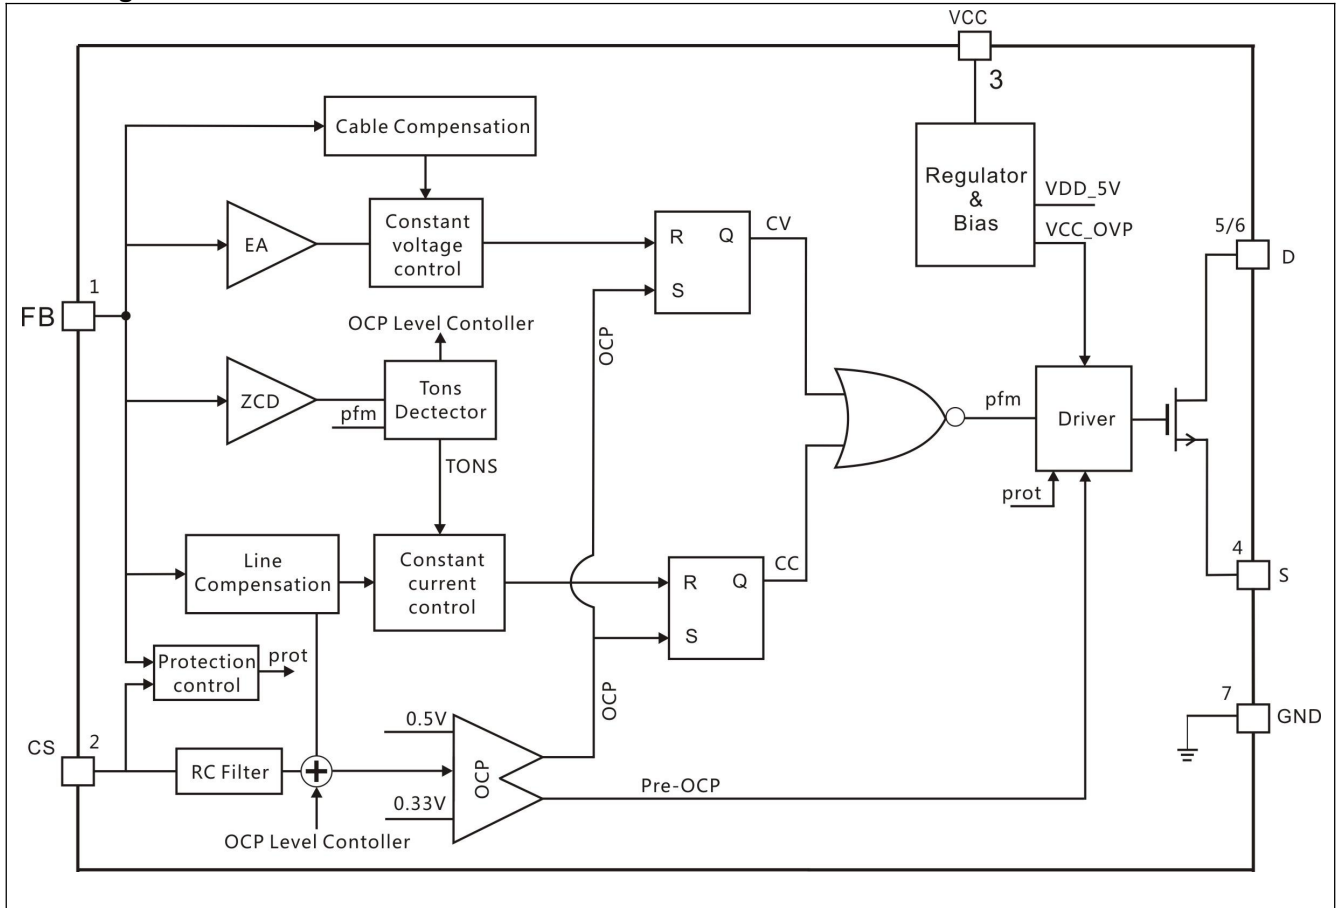 VCC
3
Cable Compensation
Regulator
&
Bias
VDD_5V
VCC_OVP
5/6
D
EA
Constant
voltage
control
R
Q
S
CV
1
FB
OCP Level Contoller
OCP
ZCD
pfm
Tons
Dectector
TONS
pfm
Driver
prot
4
S
Line
Compensation
Constant
current
control
R
Q
S
CC
Protection
control
prot
OCP
7
GND
CS
2
RC Filter
+
0.5V
0.33V
OCP
Pre-OCP
OCP Level Contoller